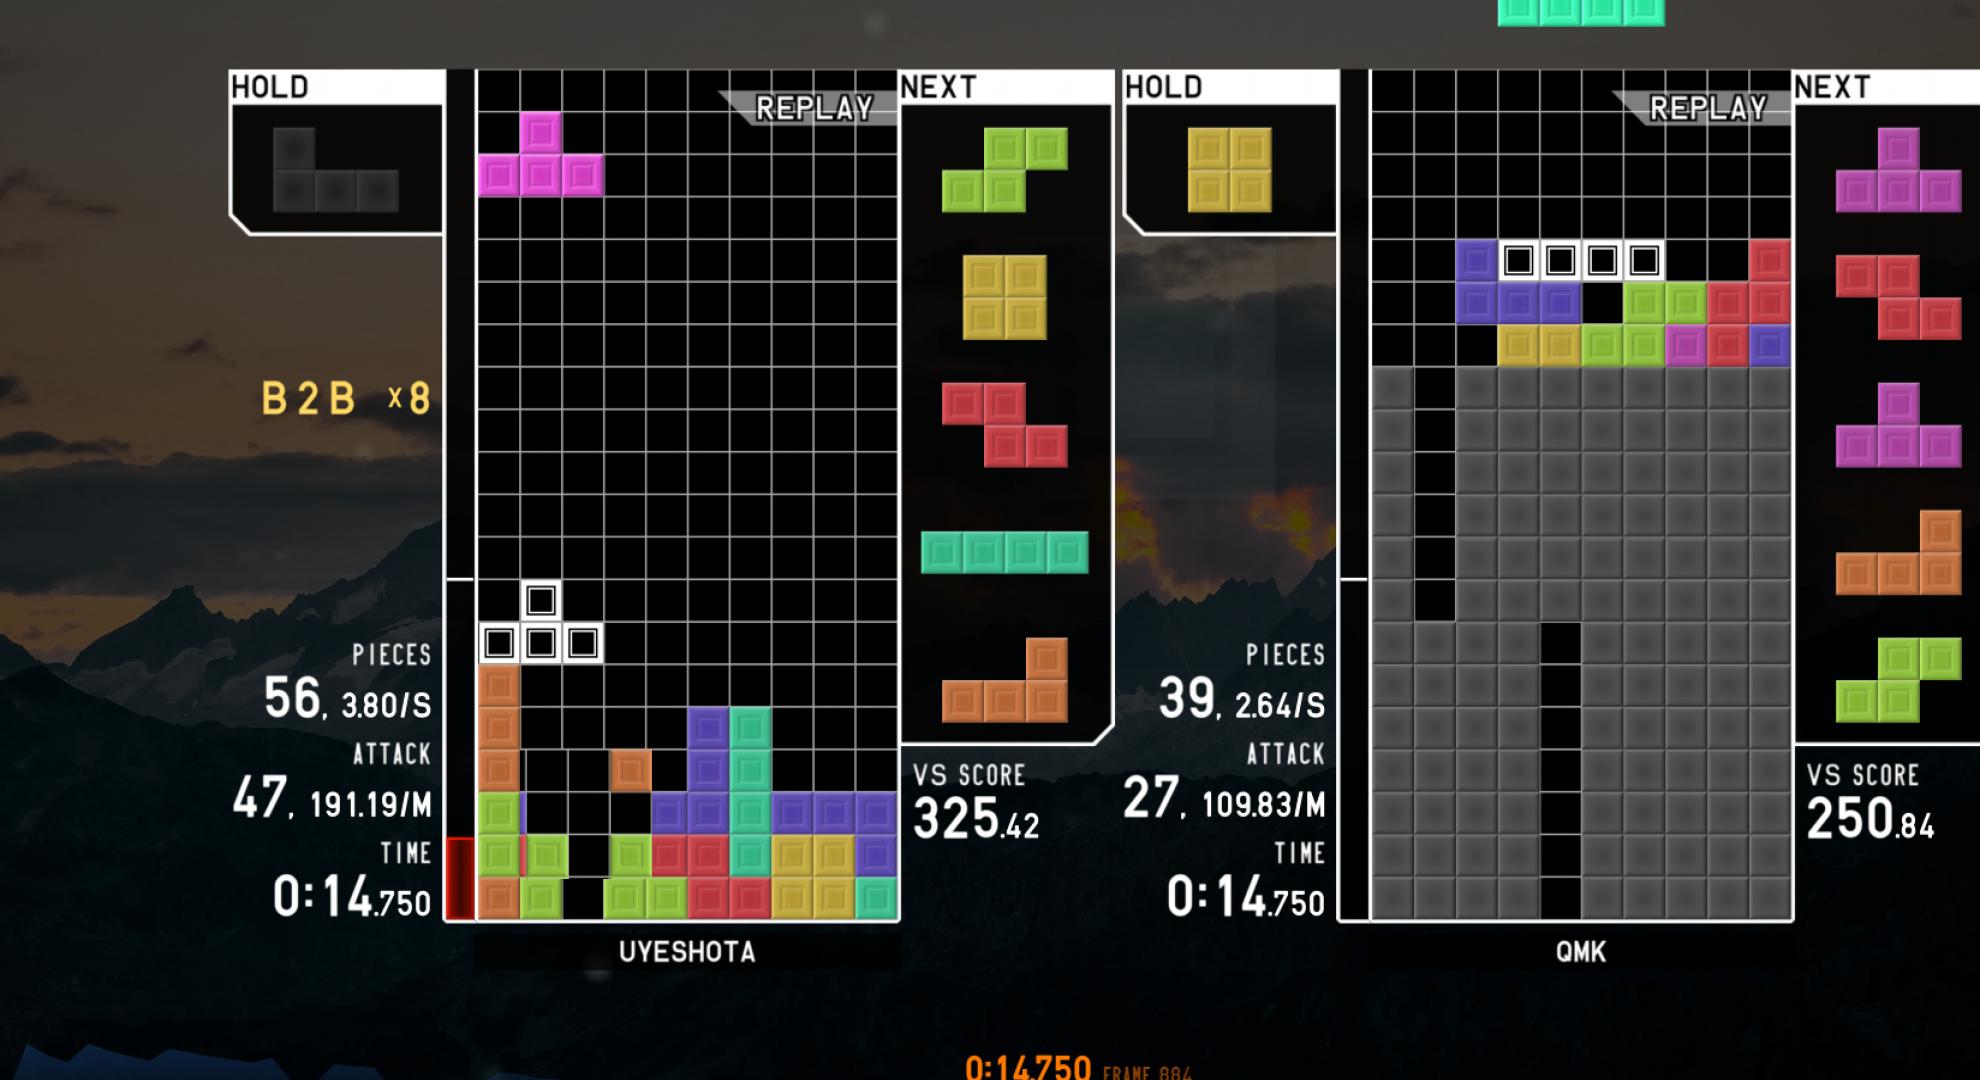 HOLD
REPLAY
NEXT
B2B x8
PIECES
56, 3.80/S
ATTACK
47, 191.19/M
TIME
0:14.750
VS SCORE
325.42
UYESHOTA
HOLD
REPLAY
NEXT
PIECES
39, 2.64/S
ATTACK
27, 109.83/M
TIME
0:14.750
VS SCORE
250.84
QMK
0:14.750 FRAME 884